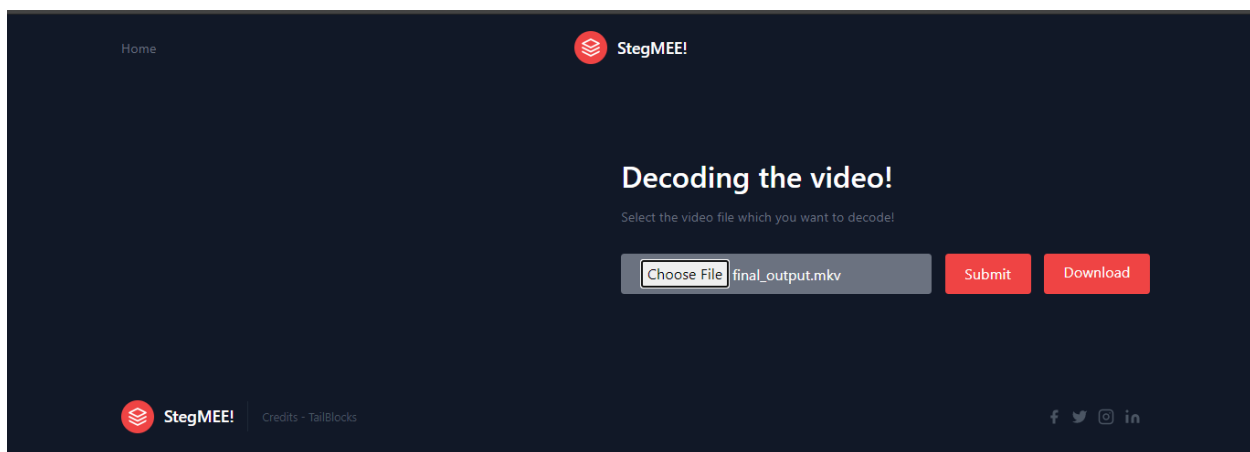 Home
StegMEE!
Decoding the video!
Select the video file which you want to decode!
Choose File final_output.mkv
Submit
Download
StegMEE!
Credits - TailBlocks